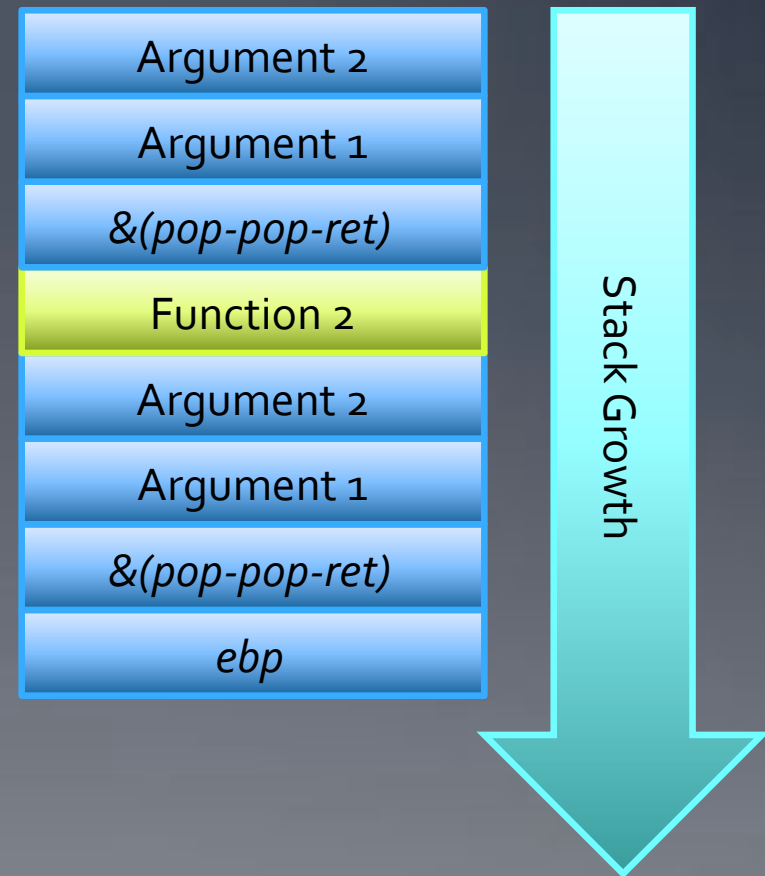 Argument 2
Argument 1
&(pop-pop-ret)
Function 2
Argument 2
Argument 1
&(pop-pop-ret)
ebp
Stack Growth